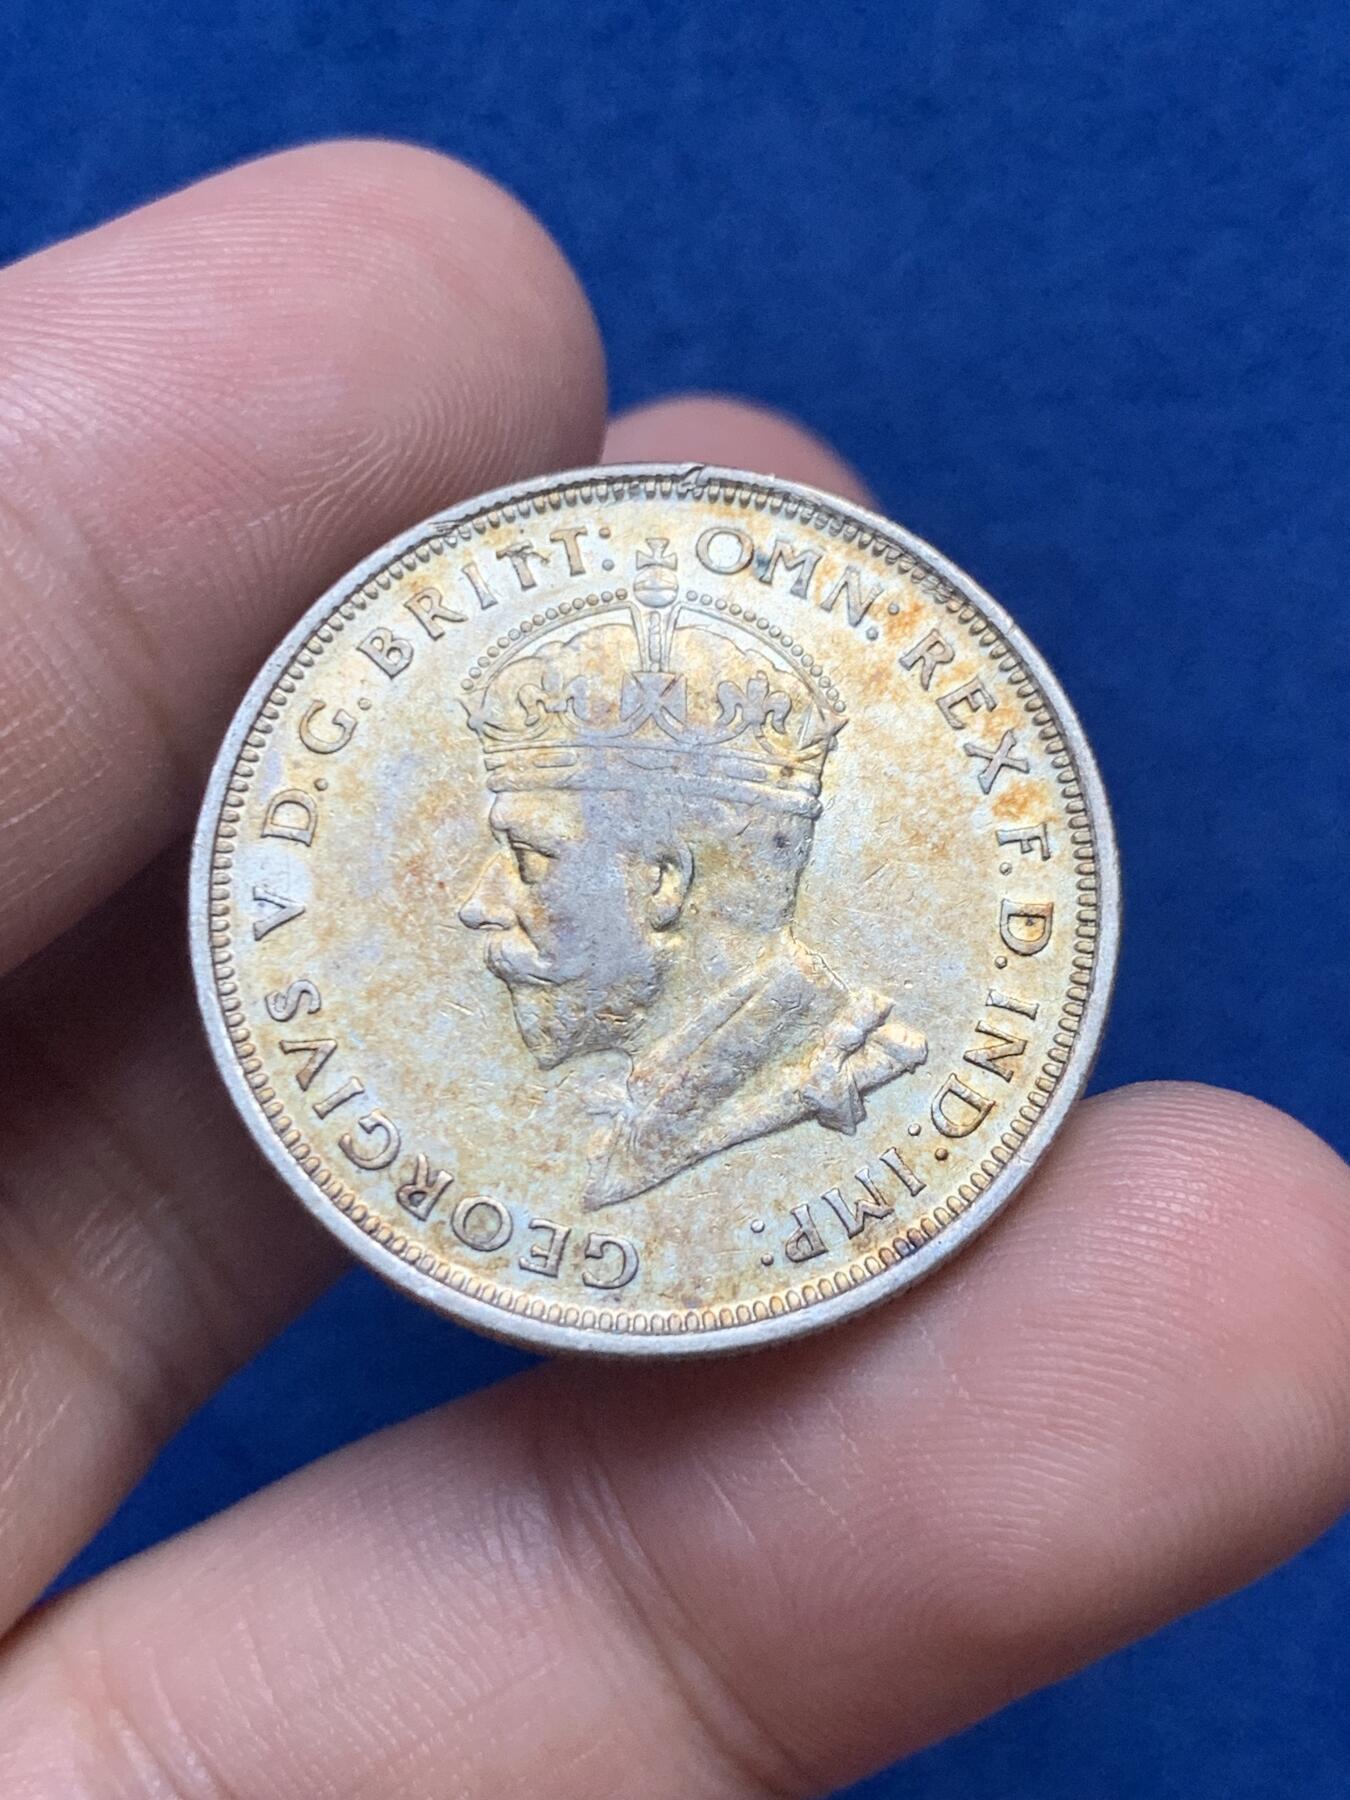 GEORGIVS V D.G. BRITT: OMN: REX F.D. IND: IMP: